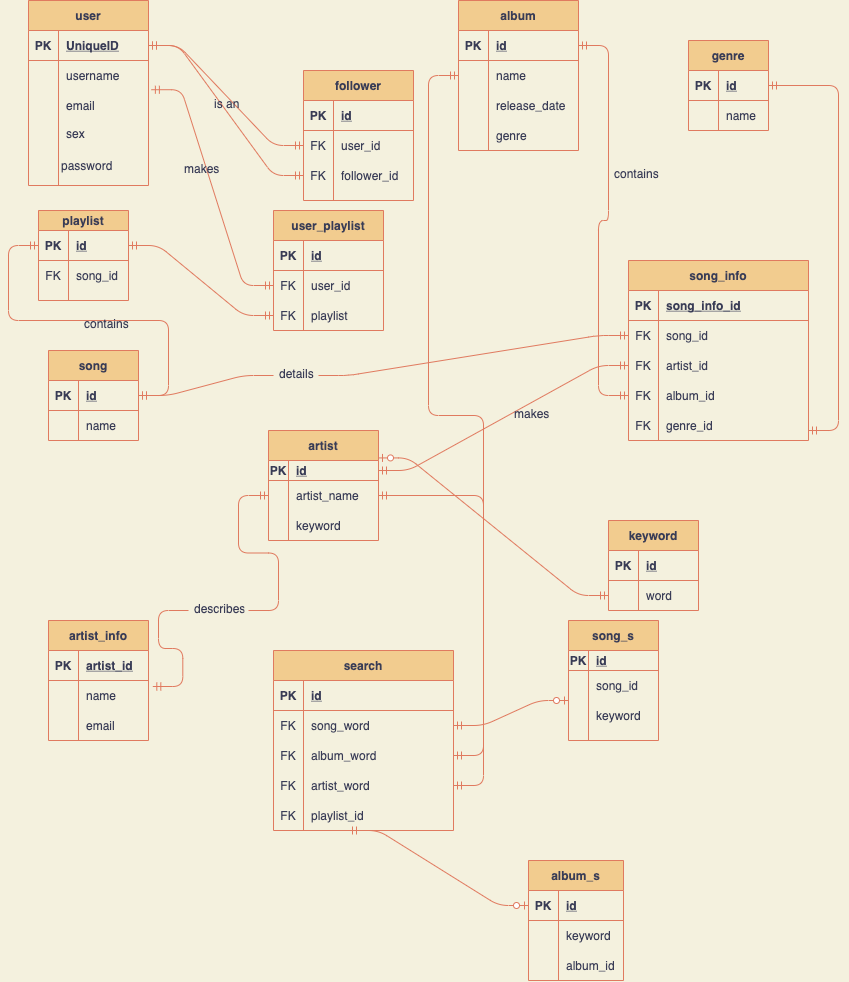 user
PK UniqueID
username
email
sex
password
is an
makes
follower
PK id
FK user_id
FK follower_id
album
PK id
name
release_date
genre
genre
PK id
name
contains
playlist
PK id
FK song_id
contains
user_playlist
PK id
FK user_id
FK playlist
song_info
PK song_info_id
FK song_id
FK artist_id
FK album_id
FK genre_id
song
PK id
name
details
makes
artist
PK id
artist_name
keyword
keyword
PK id
word
describes
artist_info
PK artist_id
name
email
search
PK id
FK song_word
FK album_word
FK artist_word
FK playlist_id
song_s
PK id
song_id
keyword
album_s
PK id
keyword
album_id